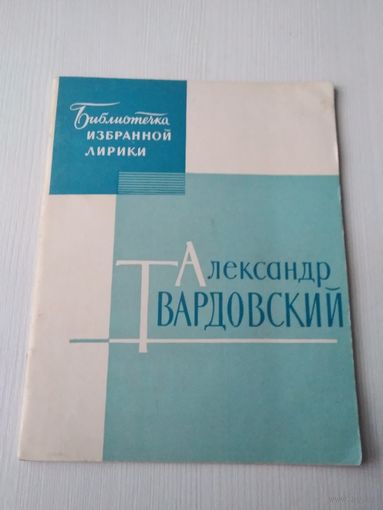 Библиотечка
ИЗБРАННОЙ
ЛИРИКИ
Александр
ТВАРДОВСКИЙ